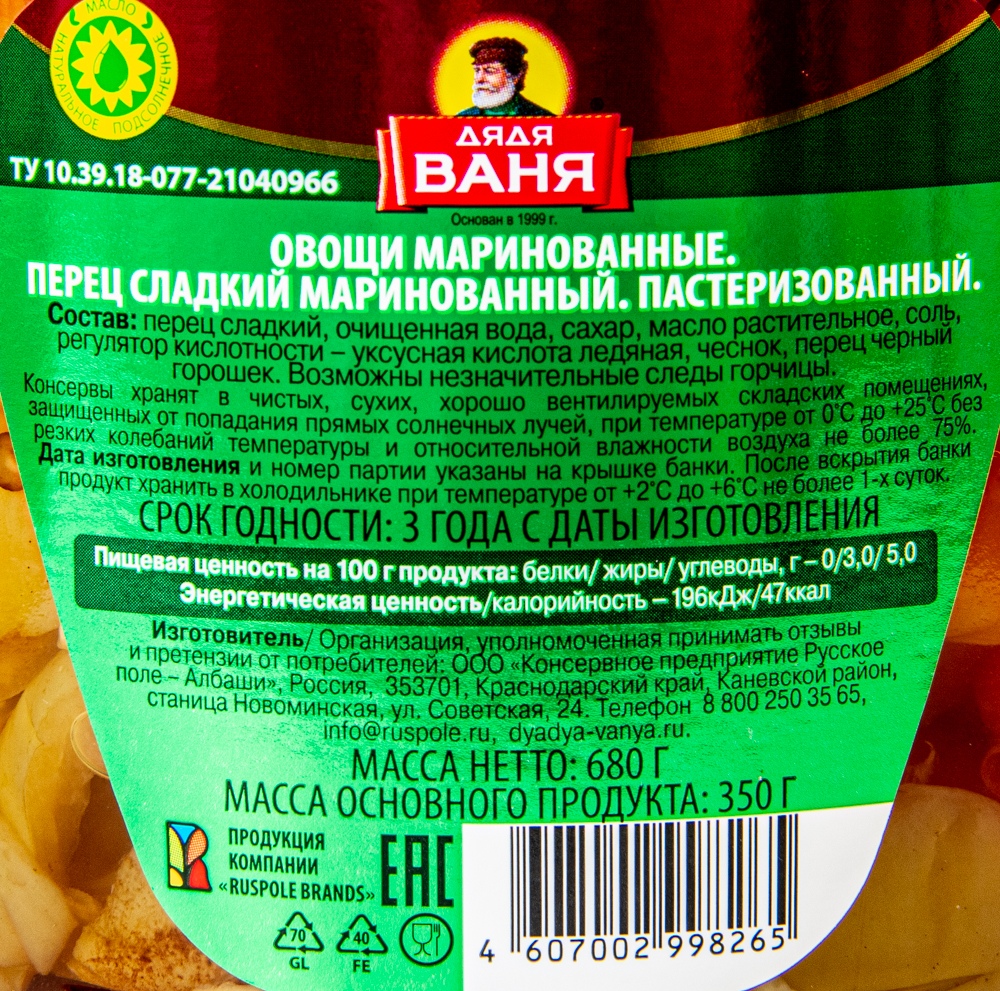 НАТУРАЛЬНОЕ ПОДСОЛНЕЧНОЕ МАСЛО
ДЯДЯ
ВАНЯ
ТУ 10.39.18-077-21040966
Основан в 1999 г.
ОВОЩИ МАРИНОВАННЫЕ.
ПЕРЕЦ СЛАДКИЙ МАРИНОВАННЫЙ. ПАСТЕРИЗОВАННЫЙ.
Состав: перец сладкий, очищенная вода, сахар, масло растительное, соль,
регулятор кислотности – уксусная кислота ледяная, чеснок, перец черный
горошек. Возможны незначительные следы горчицы.
Консервы хранят в чистых, сухих, хорошо вентилируемых складских помещениях,
защищенных от попадания прямых солнечных лучей, при температуре от 0°С до +25°С без
резких колебаний температуры и относительной влажности воздуха не более 75%.
Дата изготовления и номер партии указаны на крышке банки. После вскрытия банки
продукт хранить в холодильнике при температуре от +2°С до +6°С не более 1-х суток.
СРОК ГОДНОСТИ: 3 ГОДА С ДАТЫ ИЗГОТОВЛЕНИЯ
Пищевая ценность на 100 г продукта: белки/ жиры/ углеводы, г – 0/3,0/ 5,0
Энергетическая ценность/калорийность – 196кДж/47ккал
Изготовитель/ Организация, уполномоченная принимать отзывы
и претензии от потребителей: ООО «Консервное предприятие Русское
поле – Албаши», Россия, 353701, Краснодарский край, Каневской район,
станица Новоминская, ул. Советская, 24. Телефон 8 800 250 35 65,
info@ruspole.ru, dyadya-vanya.ru.
МАССА НЕТТО: 680 Г
МАССА ОСНОВНОГО ПРОДУКТА: 350 Г
ПРОДУКЦИЯ
КОМПАНИИ
«RUSPOLE BRANDS»
EAC
70
GL
40
FE
4 607002 998265